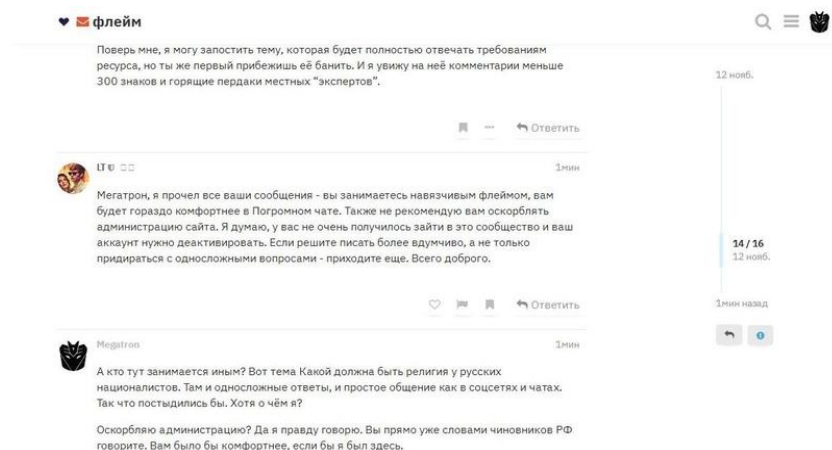 флейм
Поверь мне, я могу запостить тему, которая будет полностью отвечать требованиям
ресурса, но ты же первый прибежишь её банить. И я увижу на неё комментарии меньше
300 знаков и горящие пердаки местных "экспертов".
Ответить
12 нояб.
LT
1мин
Мегатрон, я прочел все ваши сообщения - вы занимаетесь навязчивым флеймом, вам
будет гораздо комфортнее в Погромном чате. Также не рекомендую вам оскорблять
администрацию сайта. Я думаю, у вас не очень получилось зайти в это сообщество и ваш
аккаунт нужно деактивировать. Если решите писать более вдумчиво, а не только
придираться с односложными вопросами - приходите еще. Всего доброго.
14 / 16
12 нояб.
Ответить
1мин назад
Megatron
1мин
А кто тут занимается иным? Вот тема Какой должна быть религия у русских
националистов. Там и односложные ответы, и простое общение как в соцсетях и чатах.
Так что постыдились бы. Хотя о чём я?
Оскорбляю администрацию? Да я правду говорю. Вы прямо уже словами чиновников РФ
говорите. Вам было бы комфортнее, если бы я был здесь.